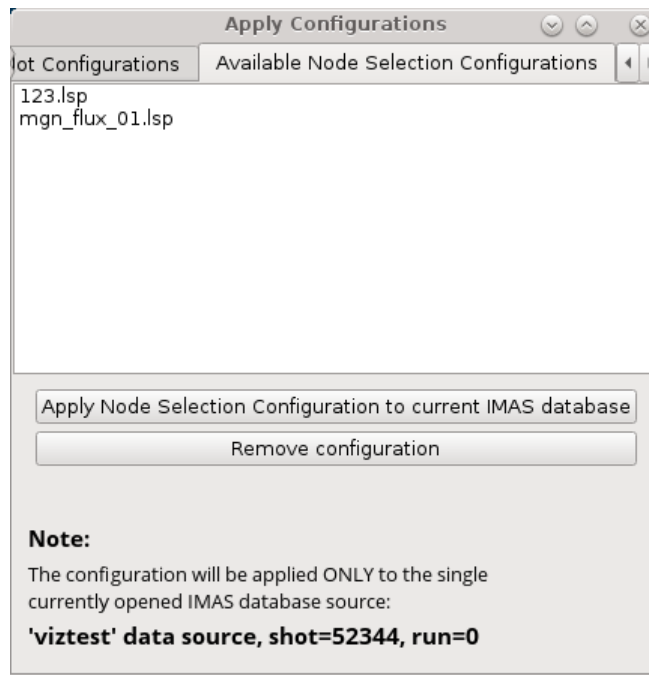 Apply Configurations
lot Configurations
Available Node Selection Configurations
123.lsp
mgn_flux_01.lsp
Apply Node Selection Configuration to current IMAS database
Remove configuration
Note:
The configuration will be applied ONLY to the single
currently opened IMAS database source:
'viztest' data source, shot=52344, run=0